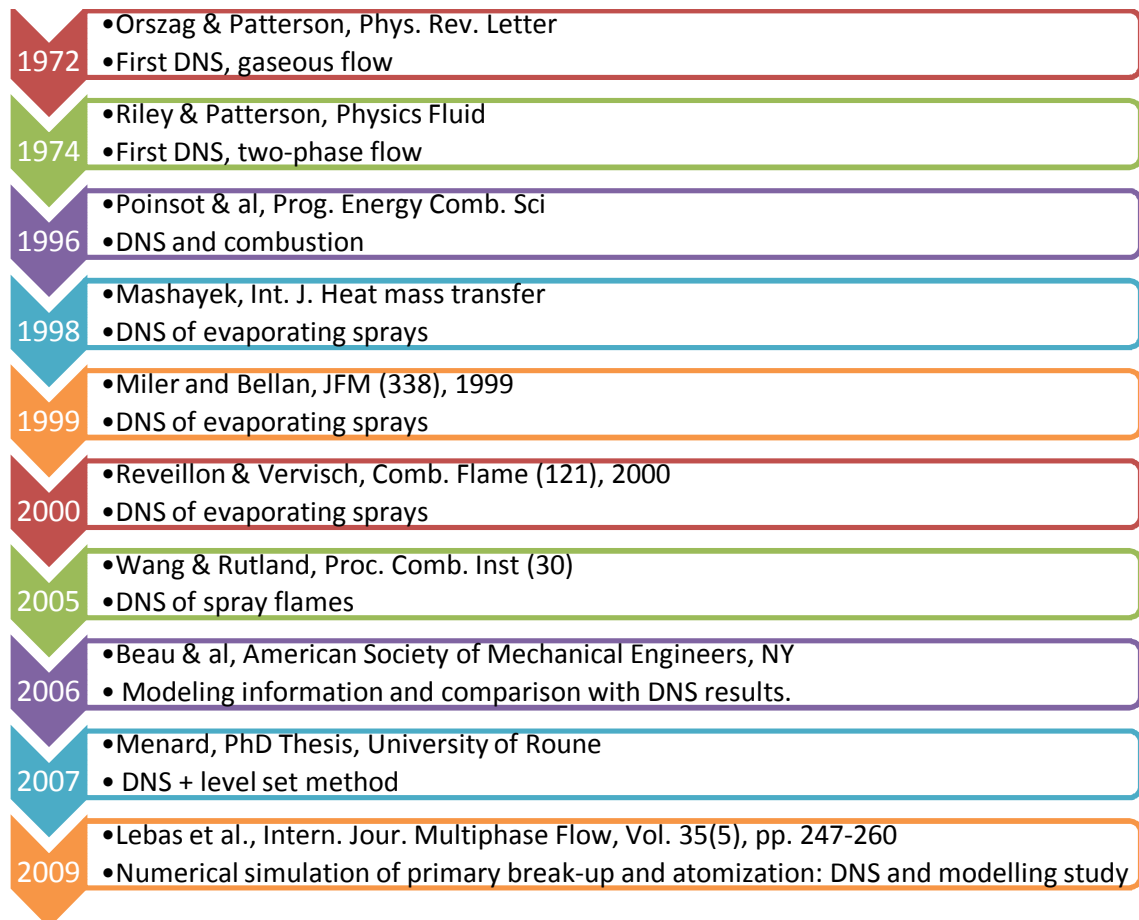 •Orszag & Patterson, Phys. Rev. Letter
1972
•First DNS, gaseous flow
•Riley & Patterson, Physics Fluid
1974
•First DNS, two-phase flow
•Poinsot & al, Prog. Energy Comb. Sci
1996
•DNS and combustion
•Mashayek, Int. J. Heat mass transfer
1998
•DNS of evaporating sprays
•Miler and Bellan, JFM (338), 1999
1999
•DNS of evaporating sprays
•Reveillon & Vervisch, Comb. Flame (121), 2000
2000
•DNS of evaporating sprays
•Wang & Rutland, Proc. Comb. Inst (30)
2005
•DNS of spray flames
•Beau & al, American Society of Mechanical Engineers, NY
2006
• Modeling information and comparison with DNS results.
•Menard, PhD Thesis, University of Roune
2007
• DNS + level set method
•Lebas et al., Intern. Jour. Multiphase Flow, Vol. 35(5), pp. 247-260
2009
•Numerical simulation of primary break-up and atomization: DNS and modelling study